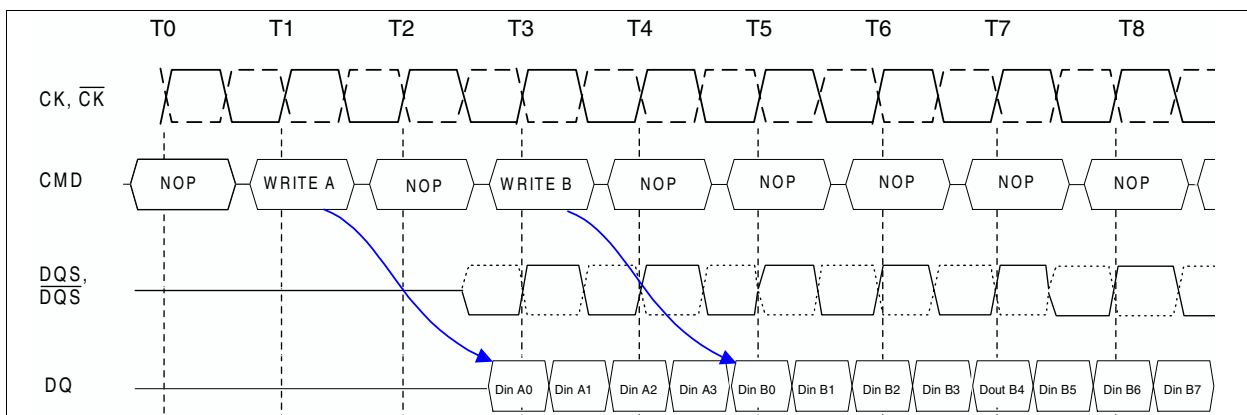 T0 T1 T2 T3 T4 T5 T6 T7 T8
CK, CK
CMD NOP WRITE A NOP WRITE B NOP NOP NOP NOP NOP
DQS,
DQS
DQ Din A0 Din A1 Din A2 Din A3 Din B0 Din B1 Din B2 Din B3 Dout B4 Din B5 Din B6 Din B7